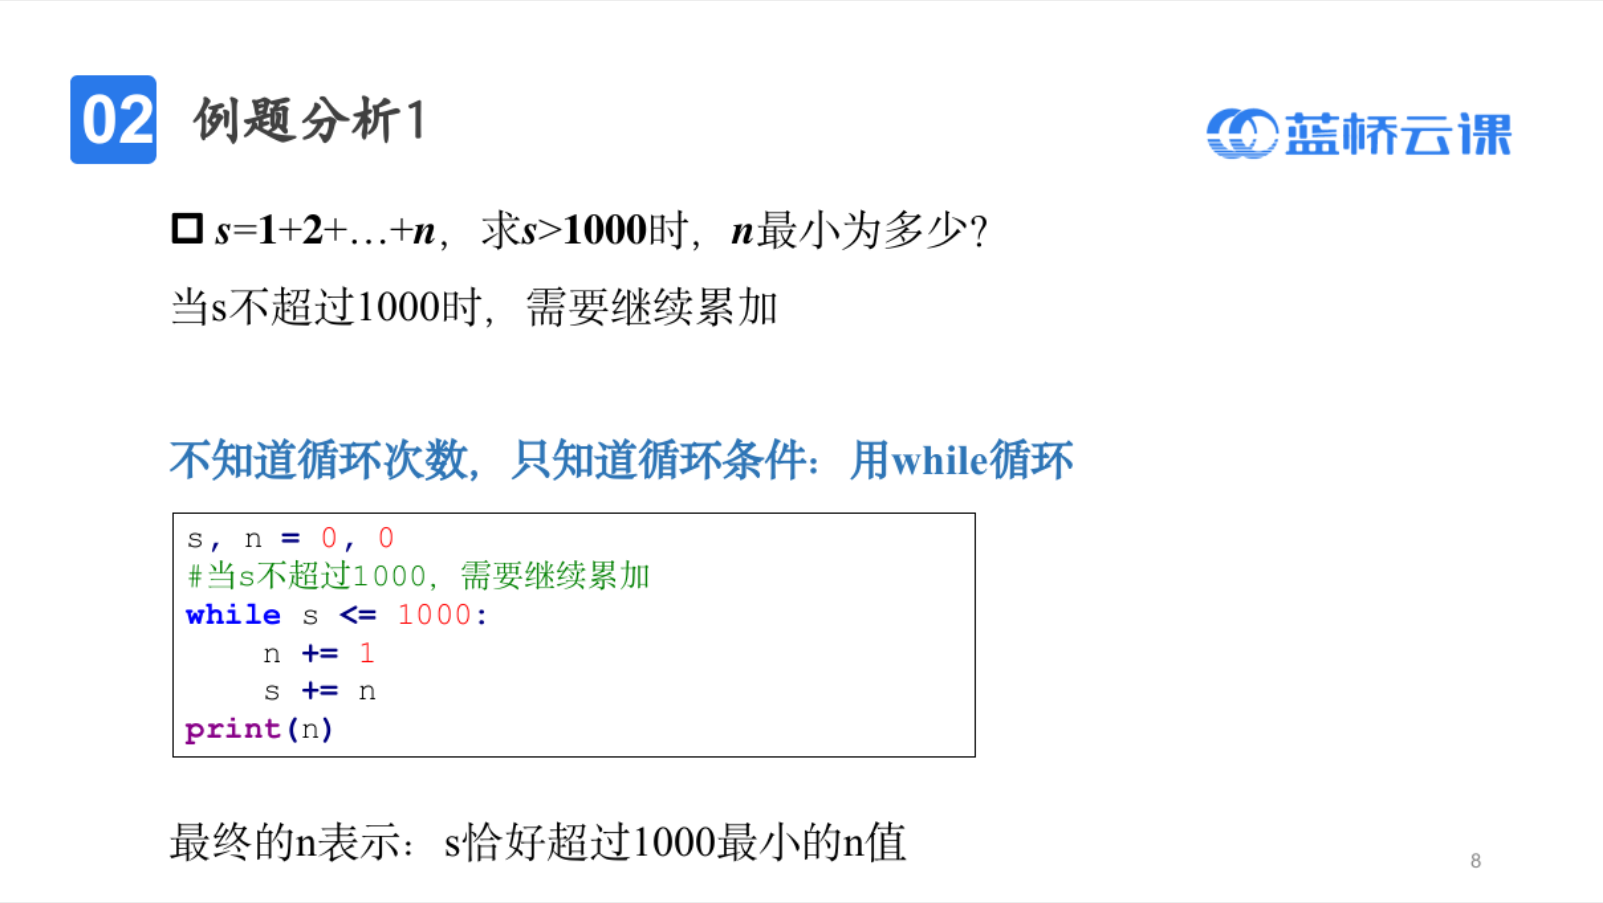 02 例题分析1
蓝桥云课
s=1+2+…+n，求s>1000时，n最小为多少？
当s不超过1000时，需要继续累加
不知道循环次数，只知道循环条件：用while循环
s, n = 0, 0
#当s不超过1000，需要继续累加
while s <= 1000:
    n += 1
    s += n
print(n)
最终的n表示：s恰好超过1000最小的n值
8